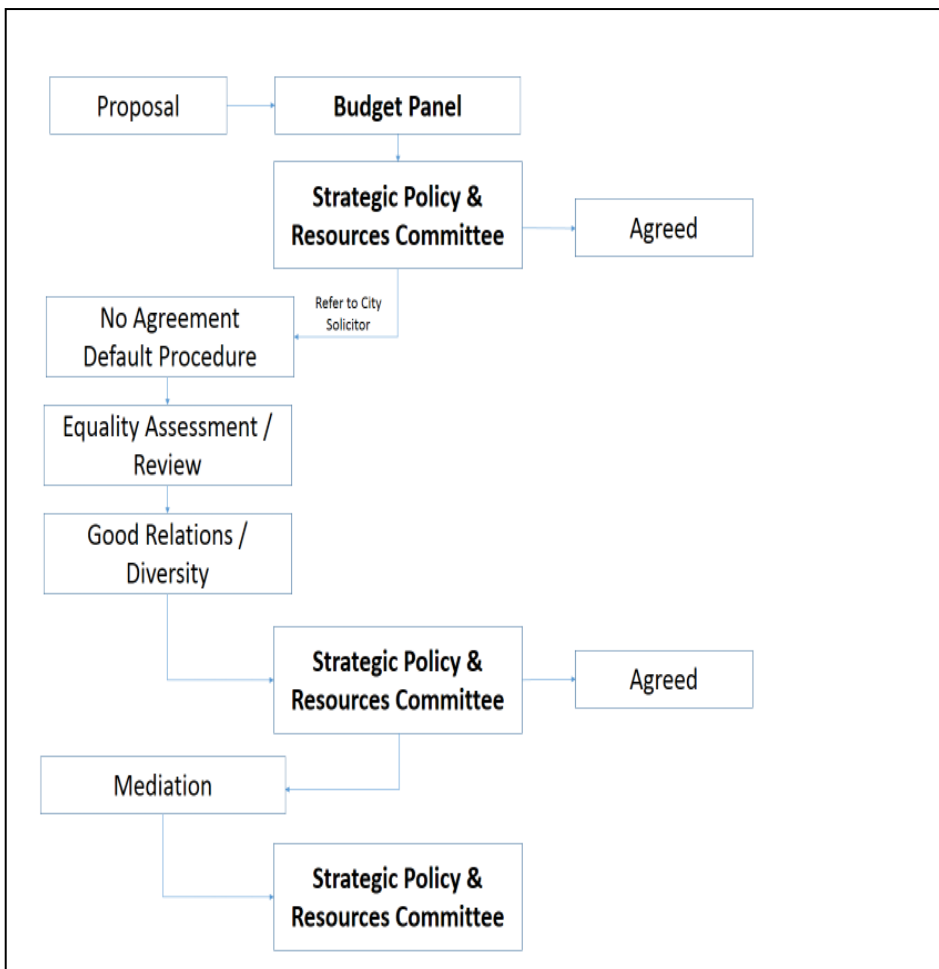 Proposal
Budget Panel
Strategic Policy &
Resources Committee
Agreed
Refer to City
Solicitor
No Agreement
Default Procedure
Equality Assessment /
Review
Good Relations /
Diversity
Strategic Policy &
Resources Committee
Agreed
Mediation
Strategic Policy &
Resources Committee